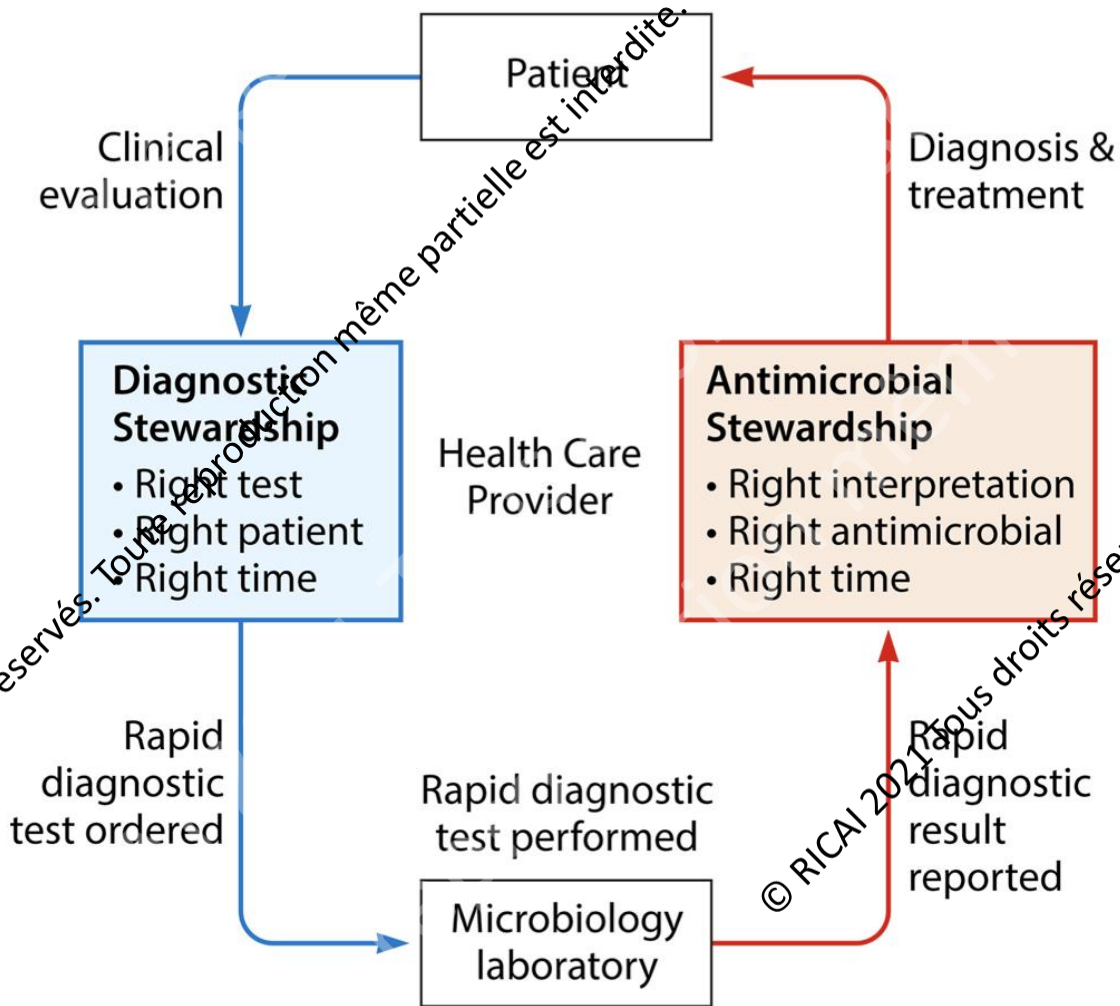 Patient
Clinical
evaluation
Diagnosis &
treatment
Diagnostic
Stewardship
• Right test
• Right patient
• Right time
Health Care
Provider
Antimicrobial
Stewardship
• Right interpretation
• Right antimicrobial
• Right time
Rapid
diagnostic
test ordered
Rapid diagnostic
test performed
Microbiology
laboratory
Rapid
diagnostic
result
reported
eservés. Toute reproduction même partielle est interdite.
© RICAI 2021 Tous droits rése